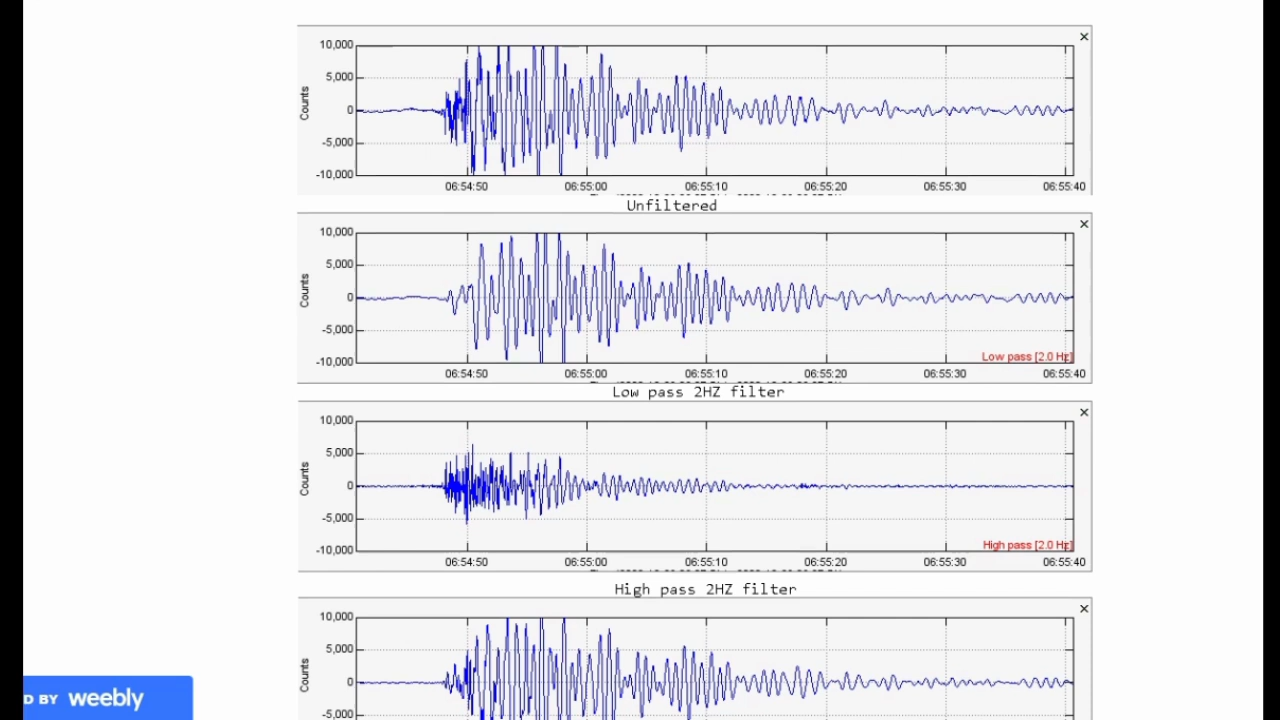 ×
10,000
5,000
0
-5,000
-10,000
Counts
06:54:50 06:55:00 06:55:10 06:55:20 06:55:30 06:55:40
Unfiltered
×
10,000
5,000
0
-5,000
-10,000
Counts
Low pass [2.0 Hz]
06:54:50 06:55:00 06:55:10 06:55:20 06:55:30 06:55:40
Low pass 2HZ filter
×
10,000
5,000
0
-5,000
-10,000
Counts
High pass [2.0 Hz]
06:54:50 06:55:00 06:55:10 06:55:20 06:55:30 06:55:40
High pass 2HZ filter
×
10,000
5,000
0
-5,000
Counts
D BY weebly